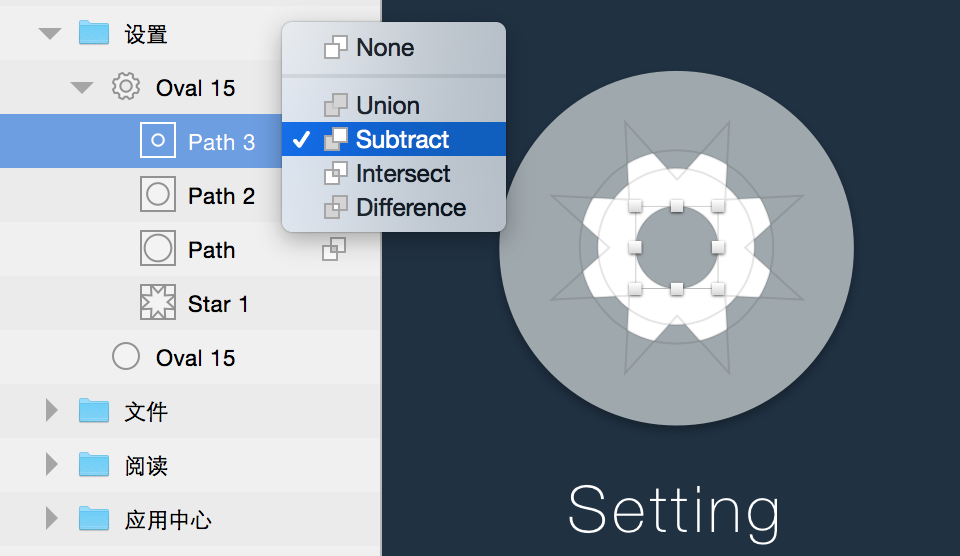 设置
Oval 15
Path 3
Path 2
Path
Star 1
Oval 15
文件
阅读
应用中心
None
Union
Subtract
Intersect
Difference
Setting